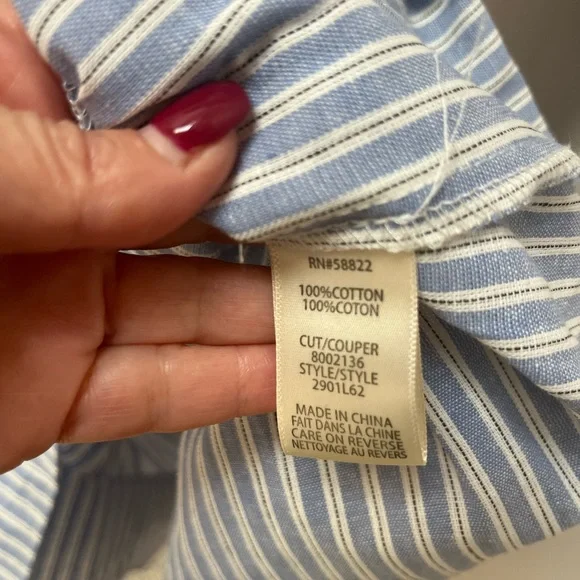 RN#58822
100%COTTON
100%COTON
CUT/COUPER
8002136
STYLE/STYLE
2901L62
MADE IN CHINA
FAIT DANS LA CHINE
CARE ON REVERSE
NETTOYAGE AU REVERS